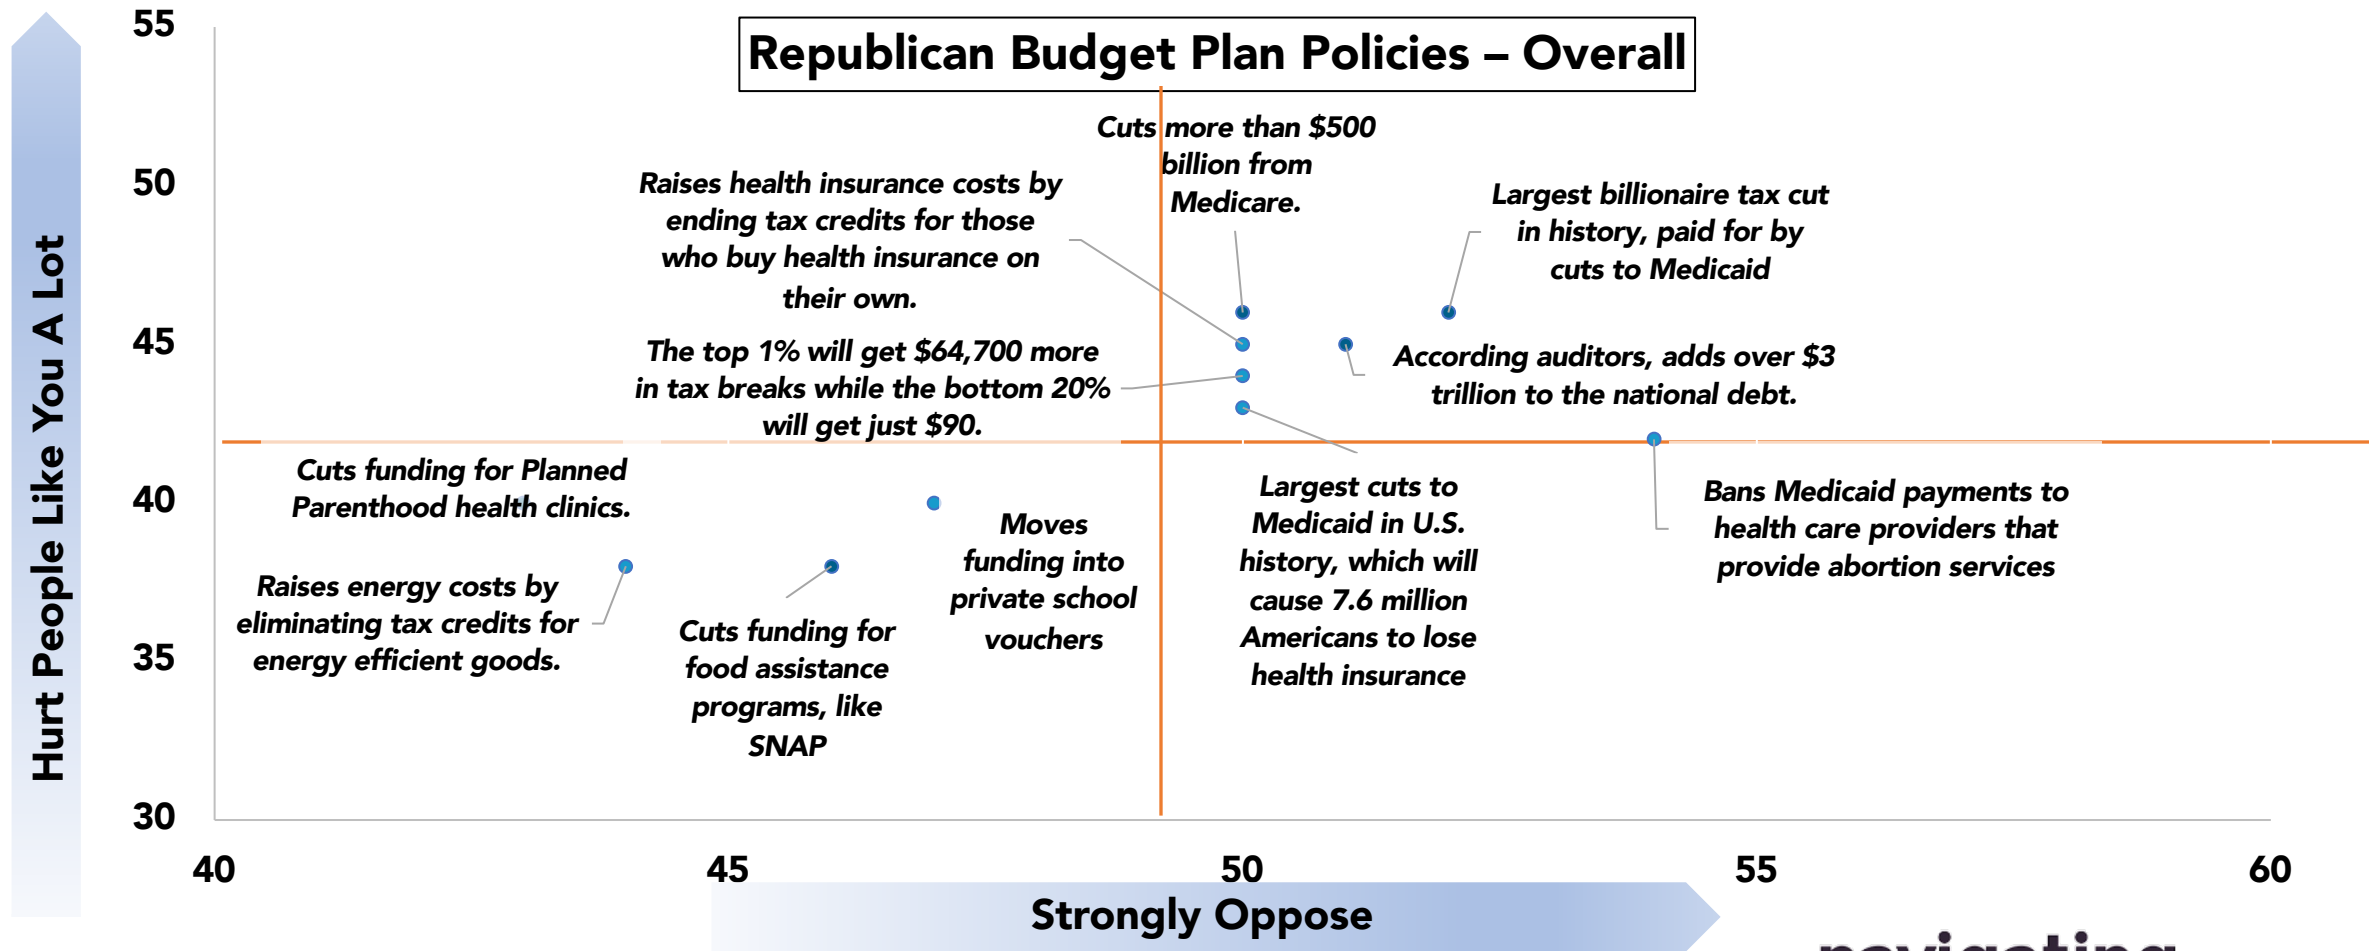 Republican Budget Plan Policies – Overall
Hurt People Like You A Lot
55
50
45
40
35
30
Cuts more than $500
billion from
Medicare.
Raises health insurance costs by
ending tax credits for those
who buy health insurance on
their own.
Largest billionaire tax cut
in history, paid for by
cuts to Medicaid
The top 1% will get $64,700 more
in tax breaks while the bottom 20%
will get just $90.
According auditors, adds over $3
trillion to the national debt.
Cuts funding for Planned
Parenthood health clinics.
Raises energy costs by
eliminating tax credits for
energy efficient goods.
Cuts funding for
food assistance
programs, like
SNAP
Moves
funding into
private school
vouchers
Largest cuts to
Medicaid in U.S.
history, which will
cause 7.6 million
Americans to lose
health insurance
Bans Medicaid payments to
health care providers that
provide abortion services
40
45
50
55
60
Strongly Oppose
navigating